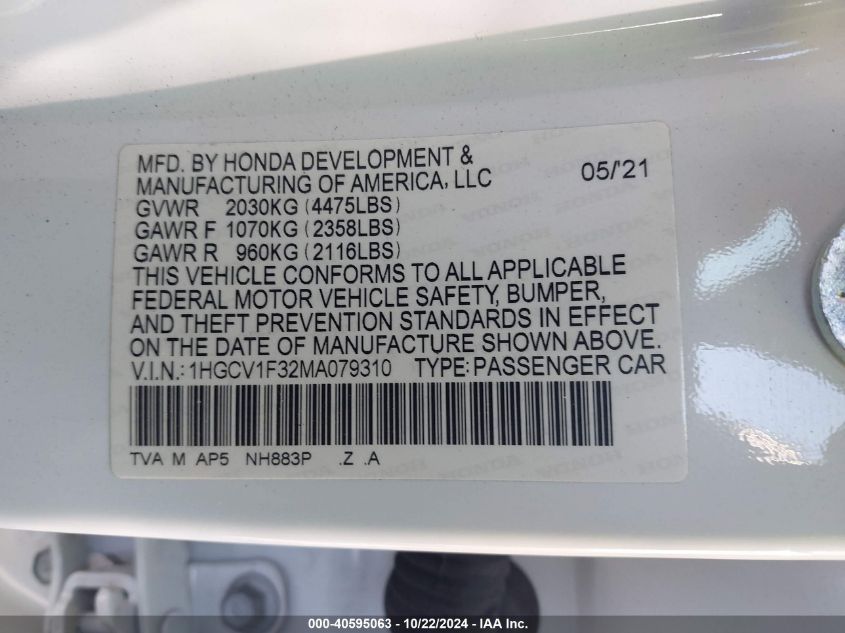 MFD. BY HONDA DEVELOPMENT &
MANUFACTURING OF AMERICA, LLC 05/'21
GVWR 2030KG (4475LBS)
GAWR F 1070KG (2358LBS)
GAWR R 960KG (2116LBS)
THIS VEHICLE CONFORMS TO ALL APPLICABLE
FEDERAL MOTOR VEHICLE SAFETY, BUMPER,
AND THEFT PREVENTION STANDARDS IN EFFECT
ON THE DATE OF MANUFACTURE SHOWN ABOVE.
V.I.N.: 1HGCV1F32MA079310 TYPE: PASSENGER CAR
TVA M AP5 NH883P .Z .A
000-40595063 - 10/22/2024 - IAA Inc.